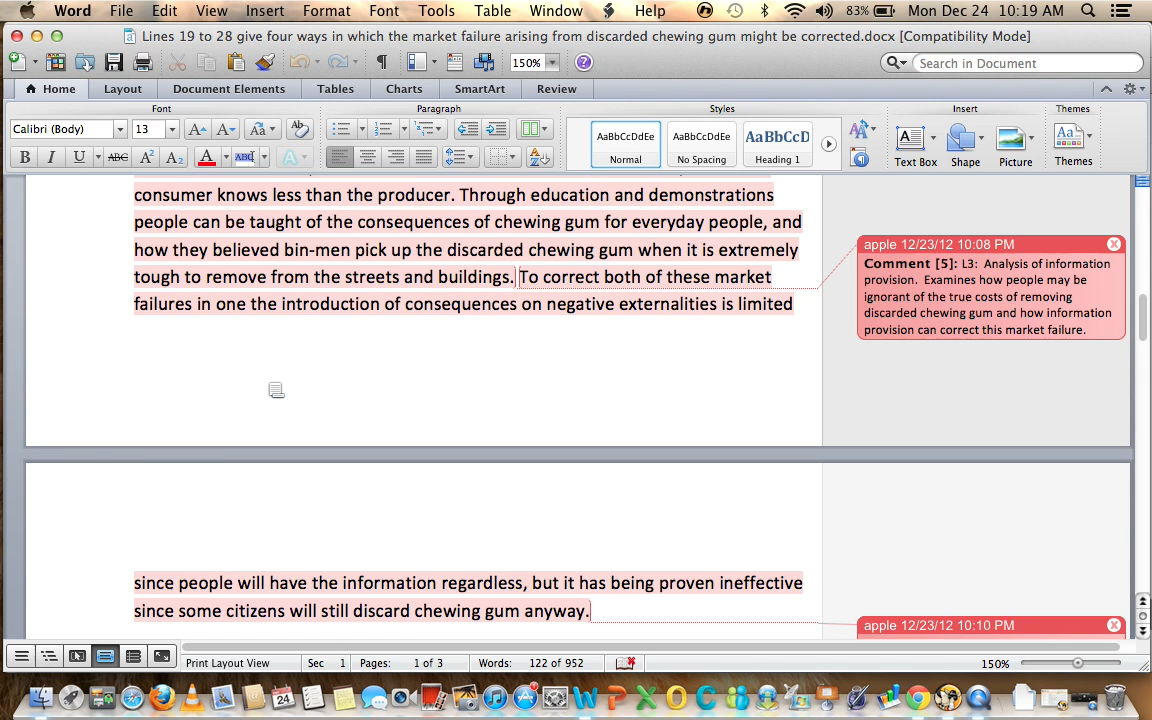 Word File Edit View Insert Format Font Tools Table Window Help 83% Mon Dec 24 10:19 AM
Lines 19 to 28 give four ways in which the market failure arising from discarded chewing gum might be corrected.docx [Compatibility Mode]
150% Search in Document
Home Layout Document Elements Tables Charts SmartArt Review
Font Paragraph Styles Insert Themes
Calibri (Body) 13 A A Aa Ab AaBbCcDdEe AaBbCcDdEe AaBbCcD A Aa
B I U ABC A2 A2 A ABC A Normal No Spacing Heading 1 Text Box Shape Picture Themes
consumer knows less than the producer. Through education and demonstrations
people can be taught of the consequences of chewing gum for everyday people, and
how they believed bin-men pick up the discarded chewing gum when it is extremely
tough to remove from the streets and buildings. To correct both of these market
failures in one the introduction of consequences on negative externalities is limited
apple 12/23/12 10:08 PM
Comment [5]: L3: Analysis of information
provision. Examines how people may be
ignorant of the true costs of removing
discarded chewing gum and how information
provision can correct this market failure.
since people will have the information regardless, but it has being proven ineffective
since some citizens will still discard chewing gum anyway.
apple 12/23/12 10:10 PM
Print Layout View Sec 1 Pages: 1 of 3 Words: 122 of 952 150%